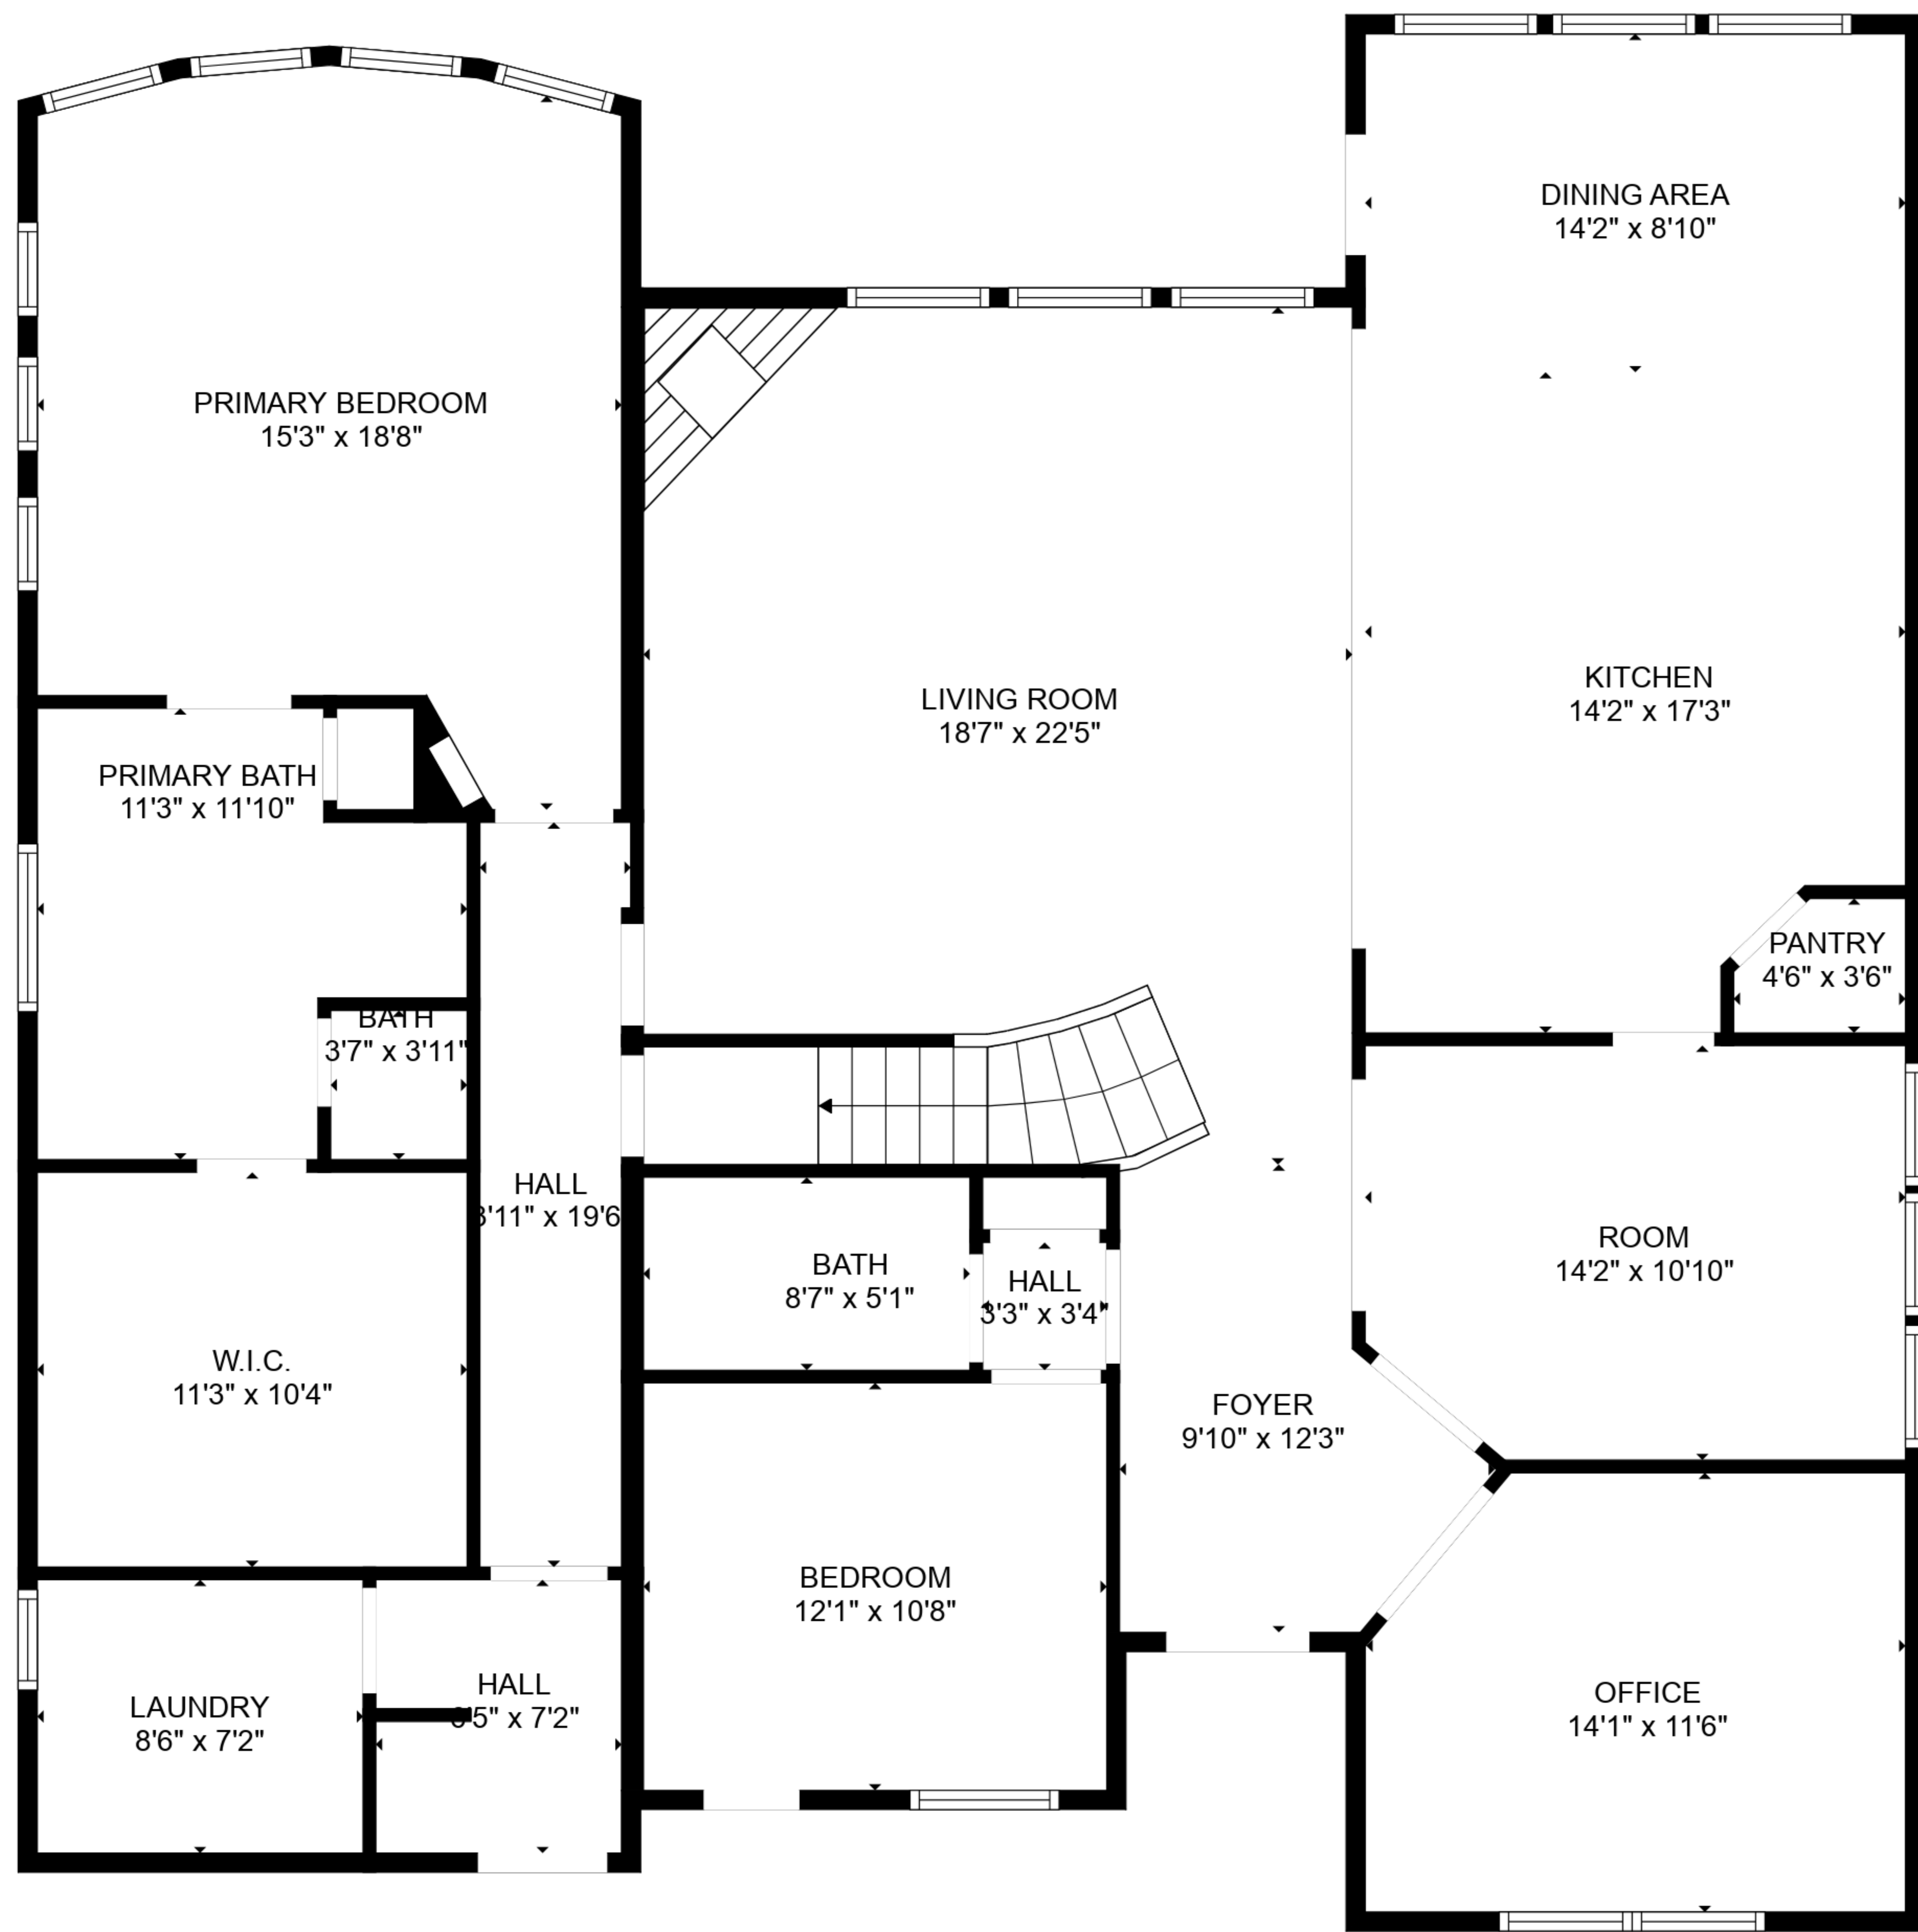 DINING AREA
14'2" x 8'10"
PRIMARY BEDROOM
15'3" x 18'8"
KITCHEN
14'2" x 17'3"
LIVING ROOM
18'7" x 22'5"
PRIMARY BATH
11'3" x 11'10"
PANTRY
4'6" x 3'6"
BATH
3'7" x 3'11"
HALL
3'11" x 19'6
ROOM
14'2" x 10'10"
BATH
8'7" x 5'1"
HALL
3'3" x 3'4"
W.I.C.
11'3" x 10'4"
FOYER
9'10" x 12'3"
BEDROOM
12'1" x 10'8"
HALL
x 7'2"
LAUNDRY
8'6" x 7'2"
OFFICE
14'1" x 11'6"